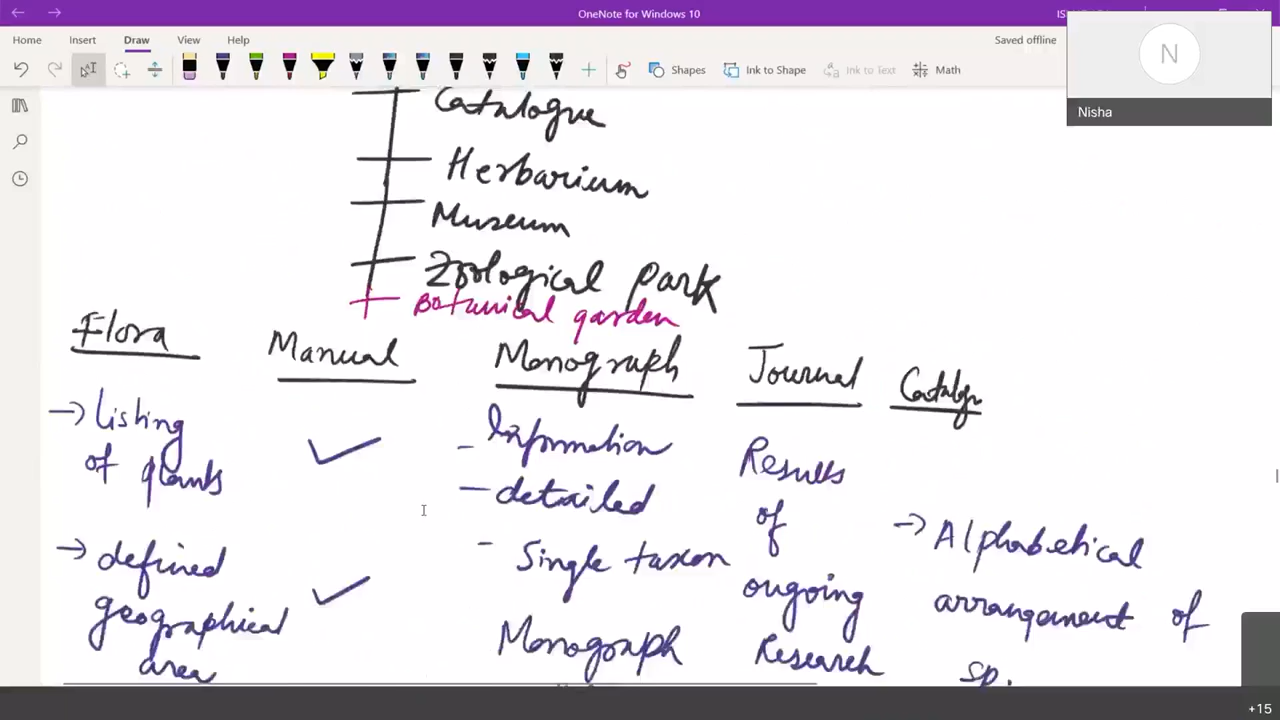 OneNote for Windows 10
Home Insert Draw View Help
Saved offline
Shapes Ink to Shape Ink to Text Math
N
Nisha
Catalogue
Herbarium
Museum
Zoological park
Botanical garden
Flora
Manual
Monograph
Journal
Catalog
→ listing
of plants
→ defined
geographical
area
- Information
- detailed
- Single taxon
Monograph
Results
of
ongoing
Research
→ Alphabetical
arrangement of
sp.
+15